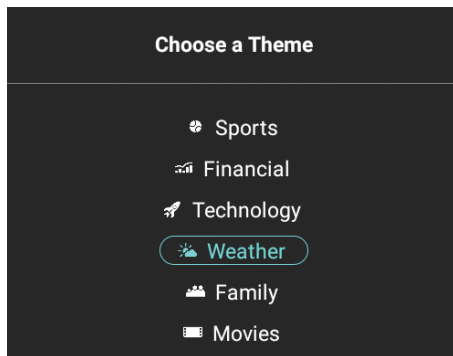 Choose a Theme
Sports
Financial
Technology
Weather
Family
Movies